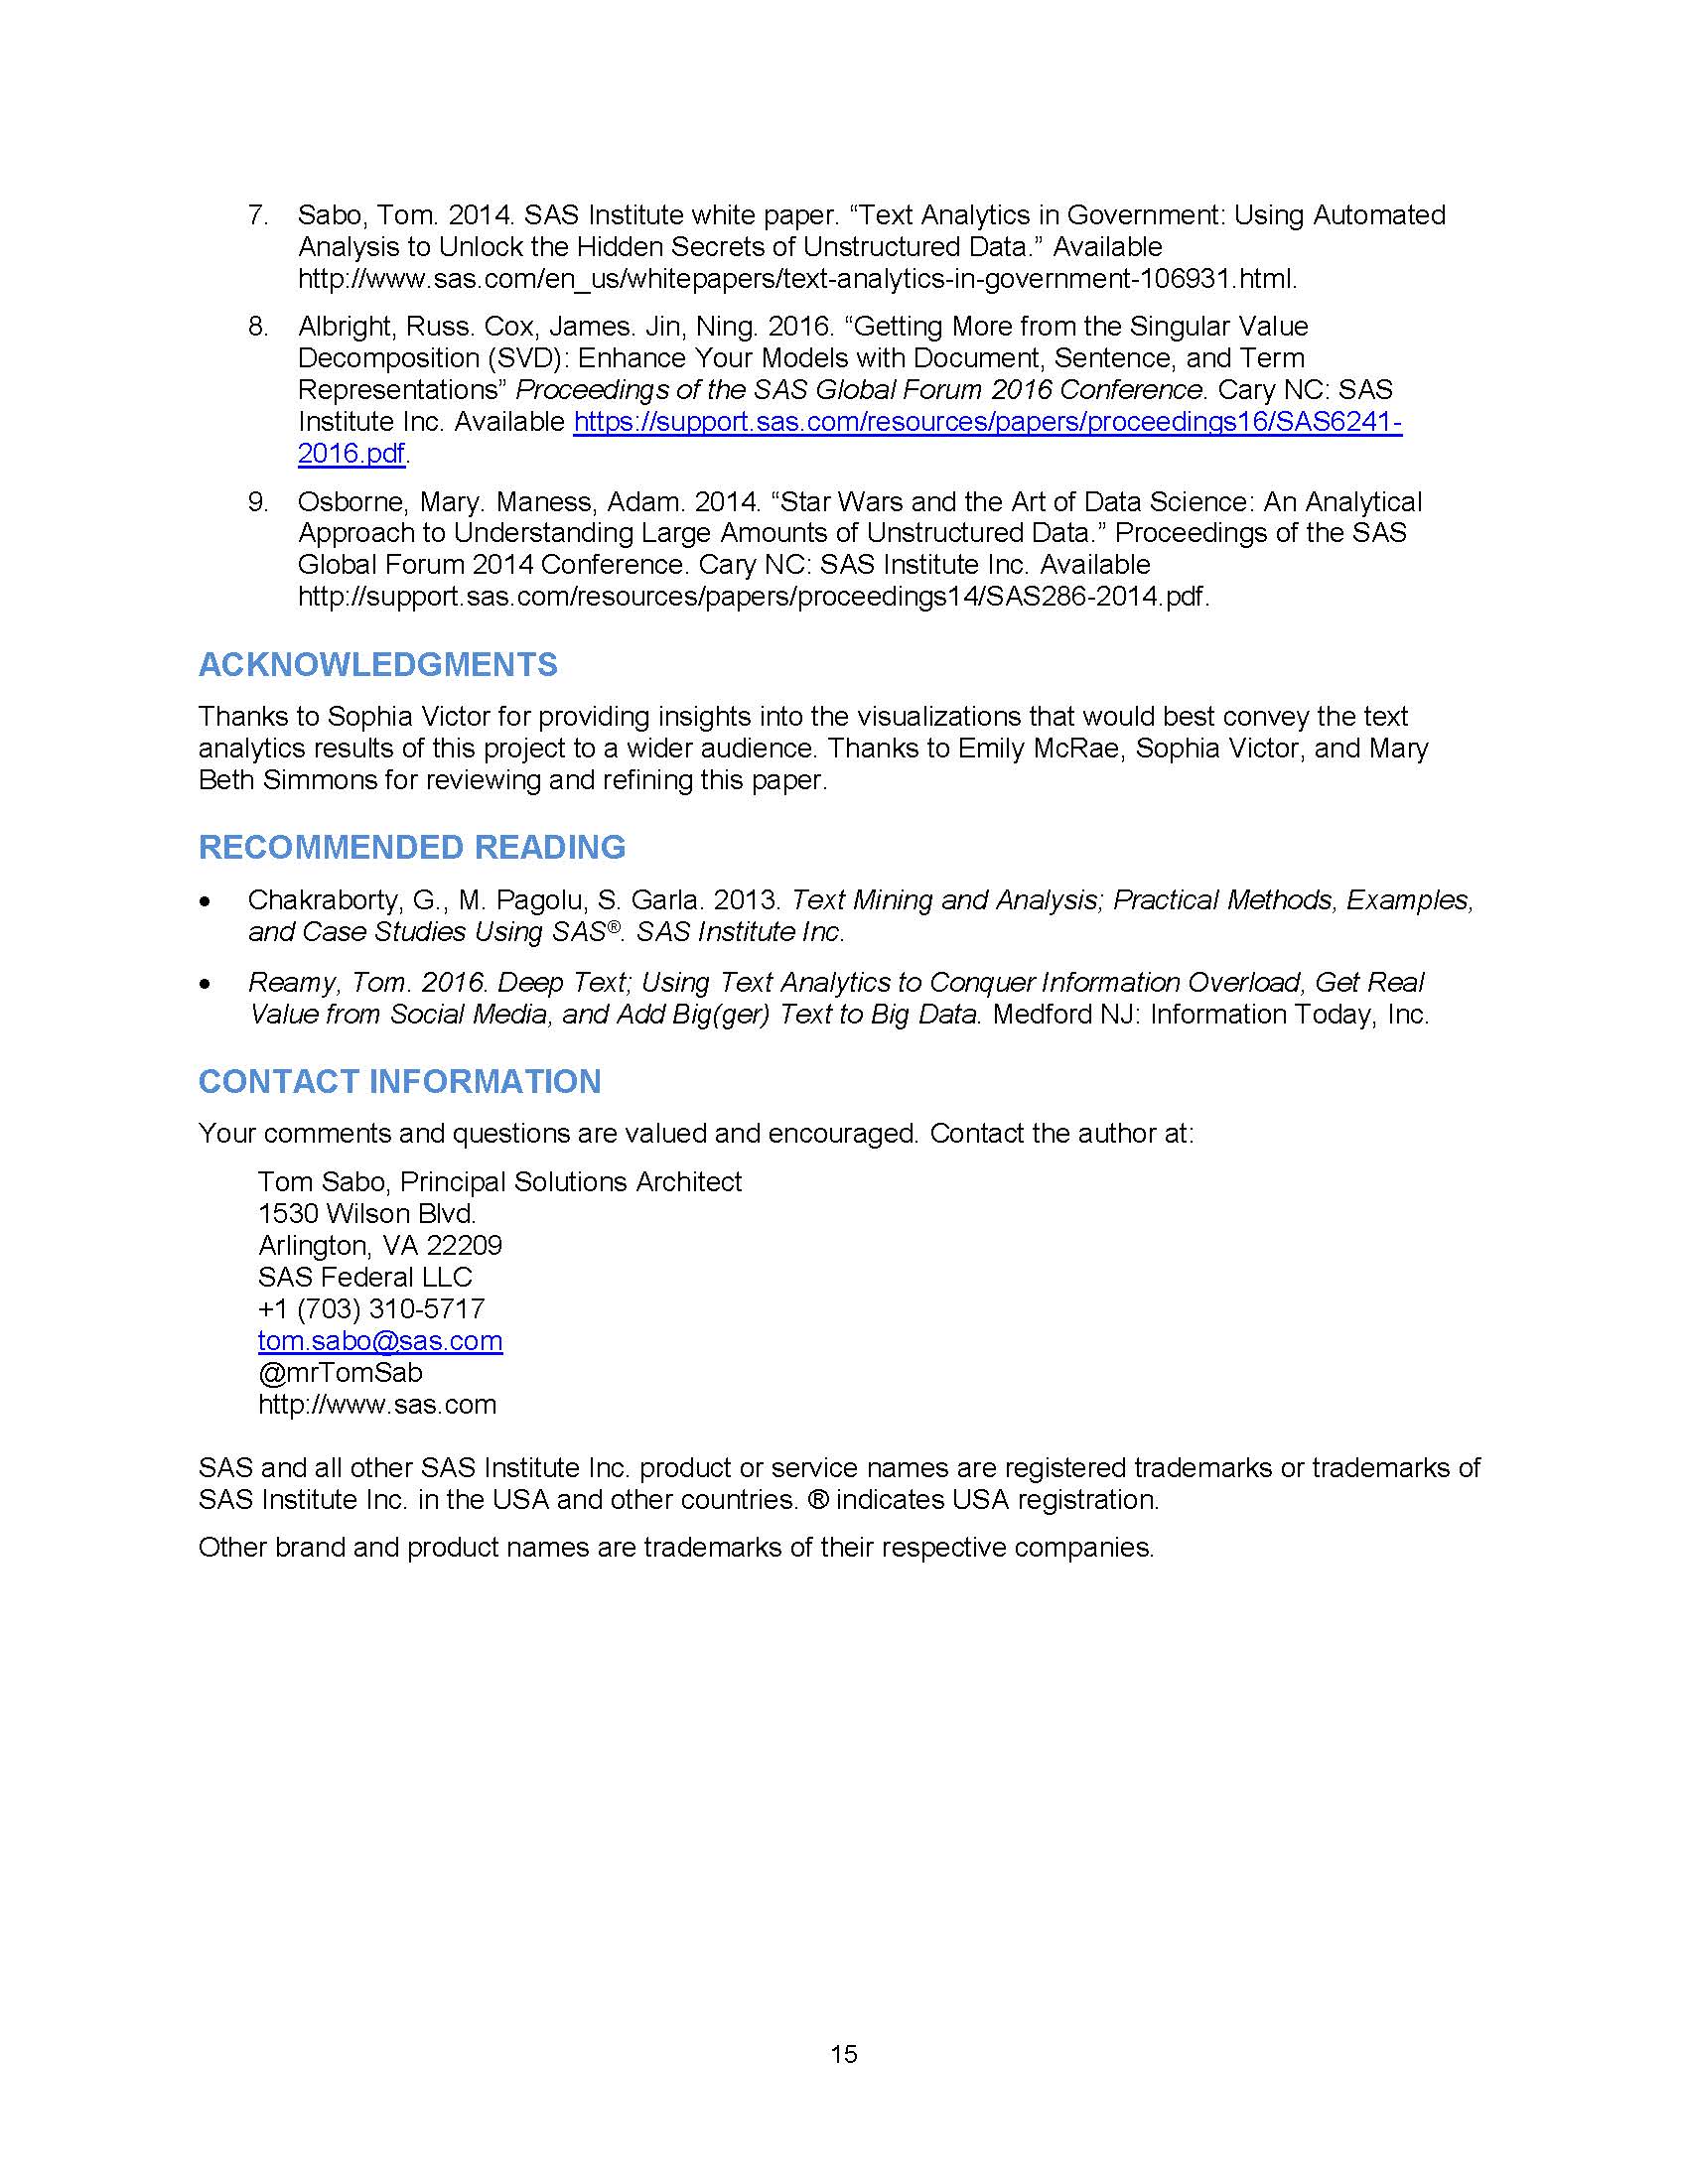 7. Sabo, Tom. 2014. SAS Institute white paper. “Text Analytics in Government: Using Automated
Analysis to Unlock the Hidden Secrets of Unstructured Data.” Available
http://www.sas.com/en_us/whitepapers/text-analytics-in-government-106931.html.
8. Albright, Russ. Cox, James. Jin, Ning. 2016. “Getting More from the Singular Value
Decomposition (SVD): Enhance Your Models with Document, Sentence, and Term
Representations” Proceedings of the SAS Global Forum 2016 Conference. Cary NC: SAS
Institute Inc. Available https://support.sas.com/resources/papers/proceedings16/SAS6241-
2016.pdf.
9. Osborne, Mary. Maness, Adam. 2014. “Star Wars and the Art of Data Science: An Analytical
Approach to Understanding Large Amounts of Unstructured Data.” Proceedings of the SAS
Global Forum 2014 Conference. Cary NC: SAS Institute Inc. Available
http://support.sas.com/resources/papers/proceedings14/SAS286-2014.pdf.
ACKNOWLEDGMENTS
Thanks to Sophia Victor for providing insights into the visualizations that would best convey the text
analytics results of this project to a wider audience. Thanks to Emily McRae, Sophia Victor, and Mary
Beth Simmons for reviewing and refining this paper.
RECOMMENDED READING
• Chakraborty, G., M. Pagolu, S. Garla. 2013. Text Mining and Analysis; Practical Methods, Examples,
and Case Studies Using SAS®. SAS Institute Inc.
• Reamy, Tom. 2016. Deep Text; Using Text Analytics to Conquer Information Overload, Get Real
Value from Social Media, and Add Big(ger) Text to Big Data. Medford NJ: Information Today, Inc.
CONTACT INFORMATION
Your comments and questions are valued and encouraged. Contact the author at:
Tom Sabo, Principal Solutions Architect
1530 Wilson Blvd.
Arlington, VA 22209
SAS Federal LLC
+1 (703) 310-5717
tom.sabo@sas.com
@mrTomSab
http://www.sas.com
SAS and all other SAS Institute Inc. product or service names are registered trademarks or trademarks of
SAS Institute Inc. in the USA and other countries. ® indicates USA registration.
Other brand and product names are trademarks of their respective companies.
15